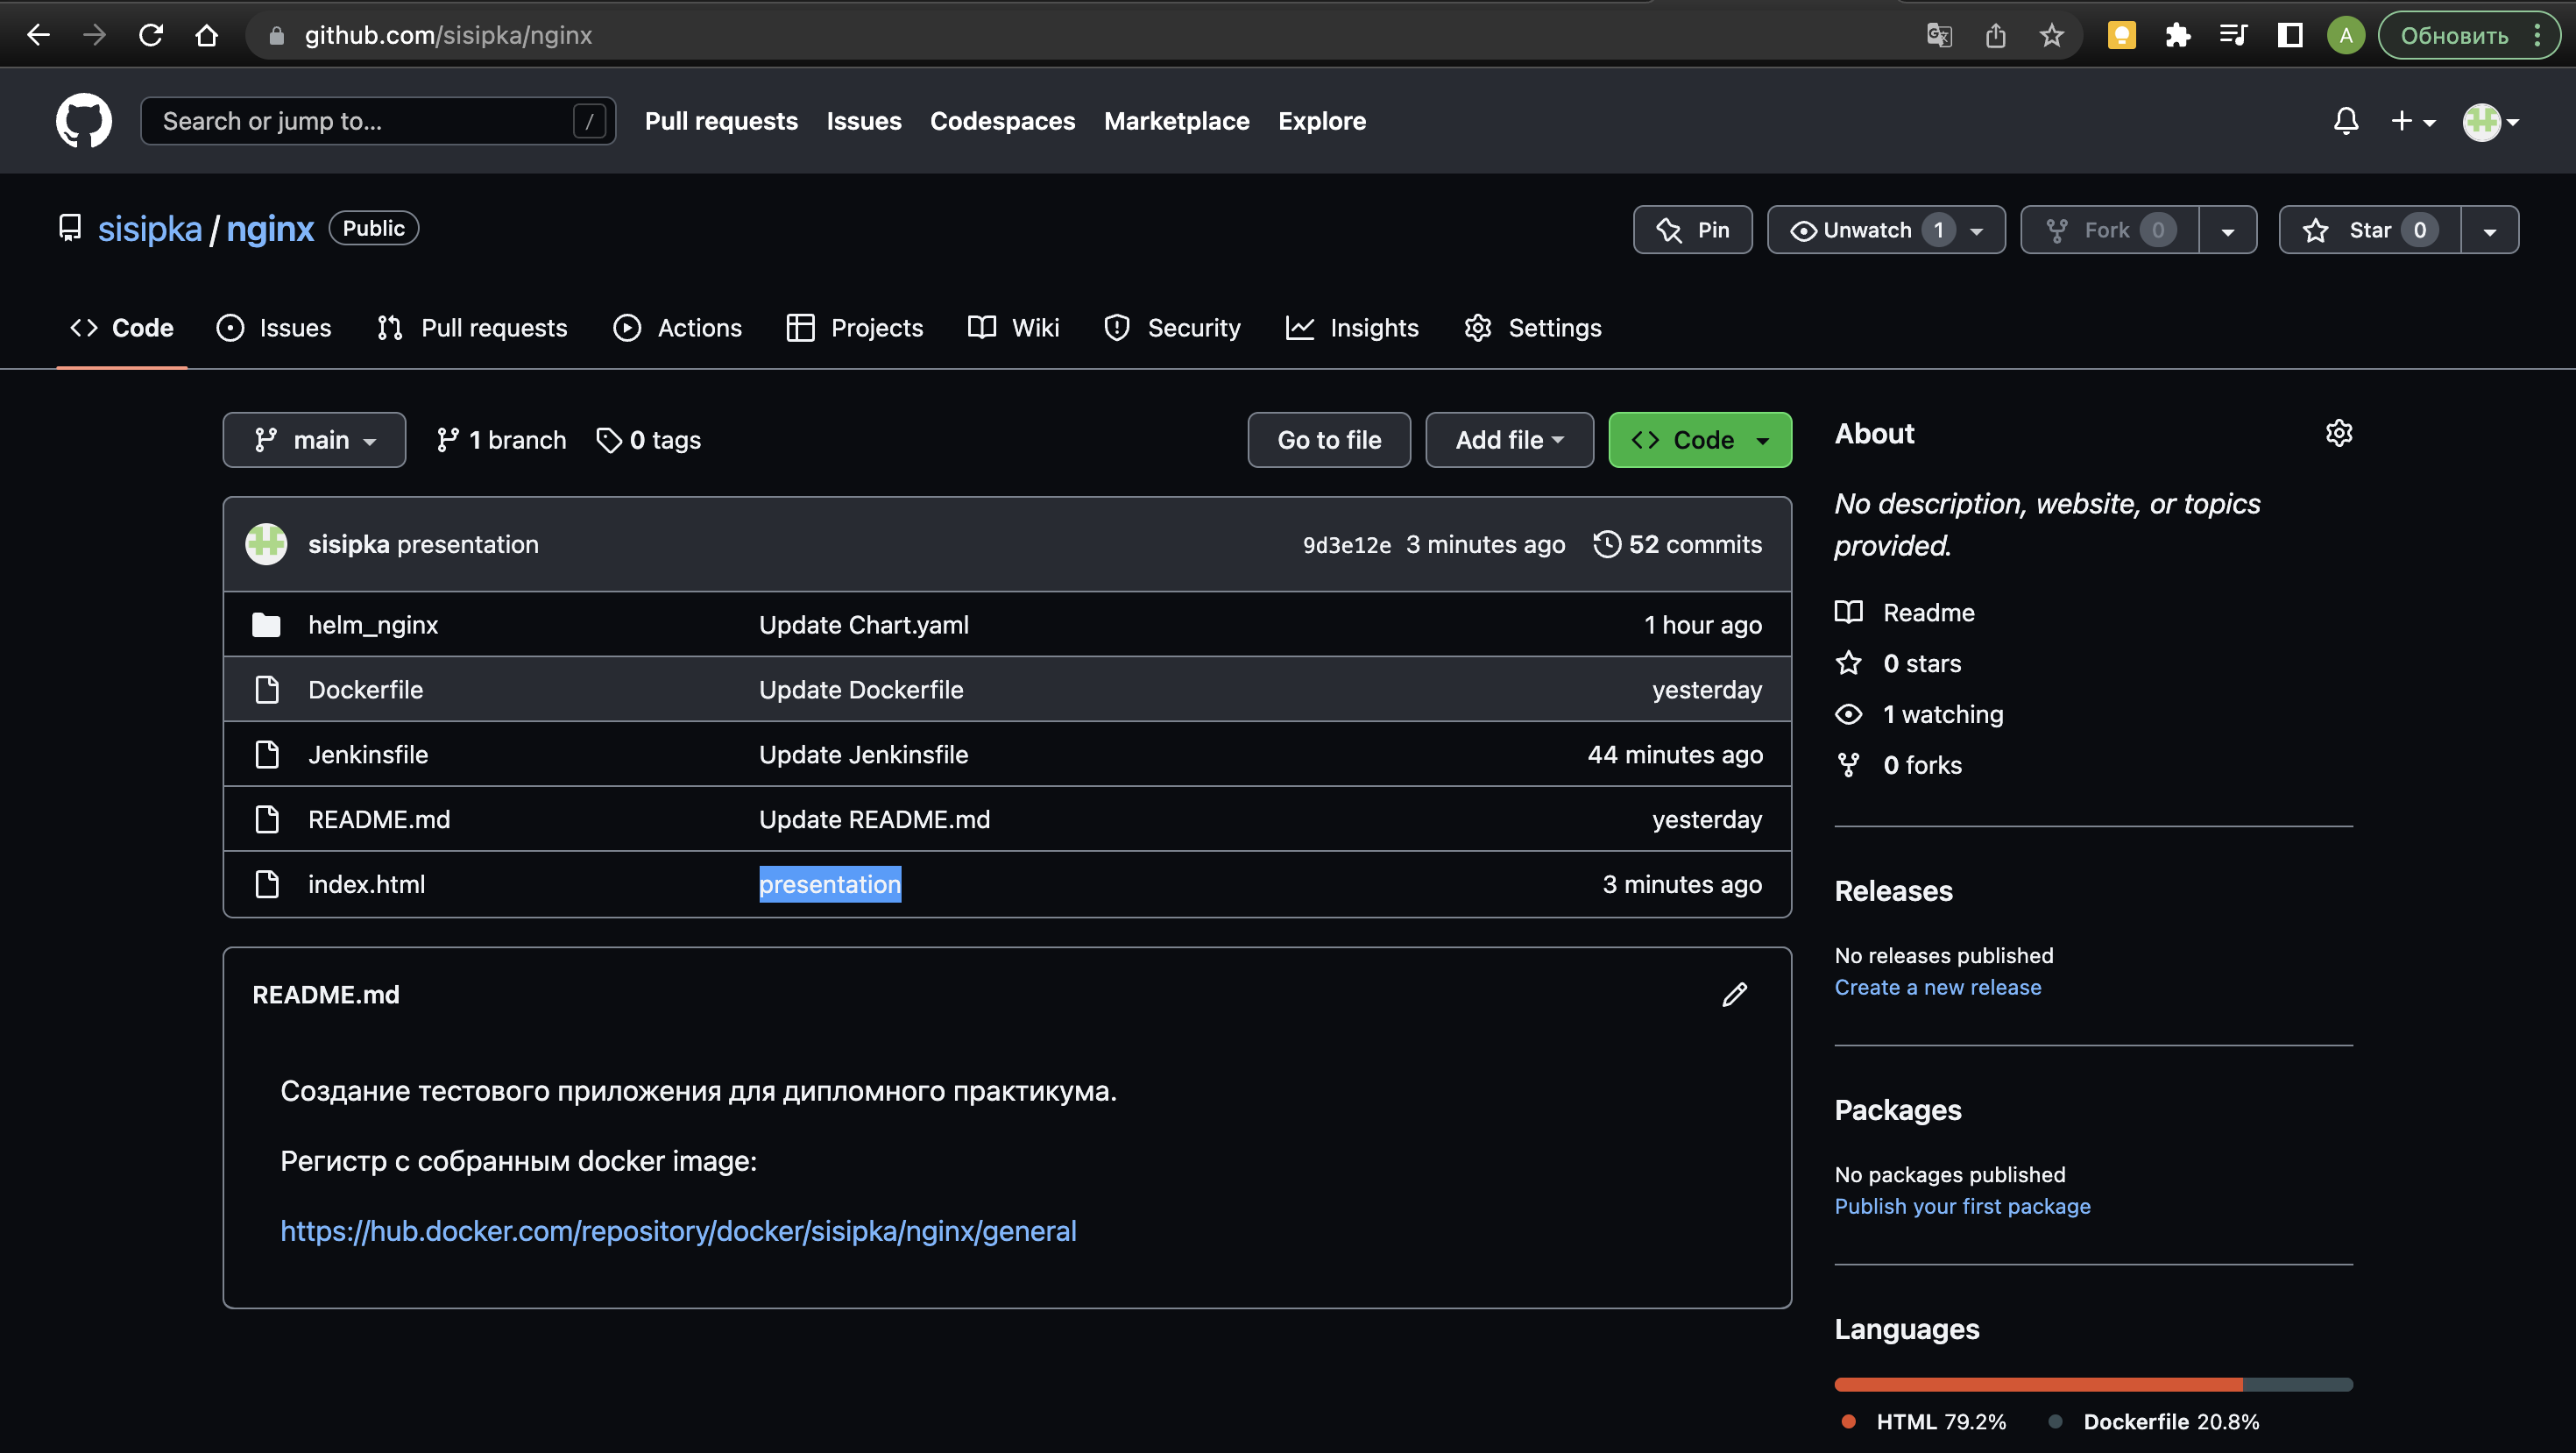 github.com/sisipka/nginx
A
Обновить
Search or jump to...
/
Pull requests
Issues
Codespaces
Marketplace
Explore
sisipka / nginx
Public
Pin
Unwatch 1
Fork 0
Star 0
Code
Issues
Pull requests
Actions
Projects
Wiki
Security
Insights
Settings
main
1 branch
0 tags
Go to file
Add file
Code
sisipka presentation
9d3e12e 3 minutes ago
52 commits
helm_nginx Update Chart.yaml 1 hour ago
Dockerfile Update Dockerfile yesterday
Jenkinsfile Update Jenkinsfile 44 minutes ago
README.md Update README.md yesterday
index.html presentation 3 minutes ago
README.md
Создание тестового приложения для дипломного практикума.
Регистр с собранным docker image:
https://hub.docker.com/repository/docker/sisipka/nginx/general
About
No description, website, or topics
provided.
Readme
0 stars
1 watching
0 forks
Releases
No releases published
Create a new release
Packages
No packages published
Publish your first package
Languages
HTML 79.2%
Dockerfile 20.8%